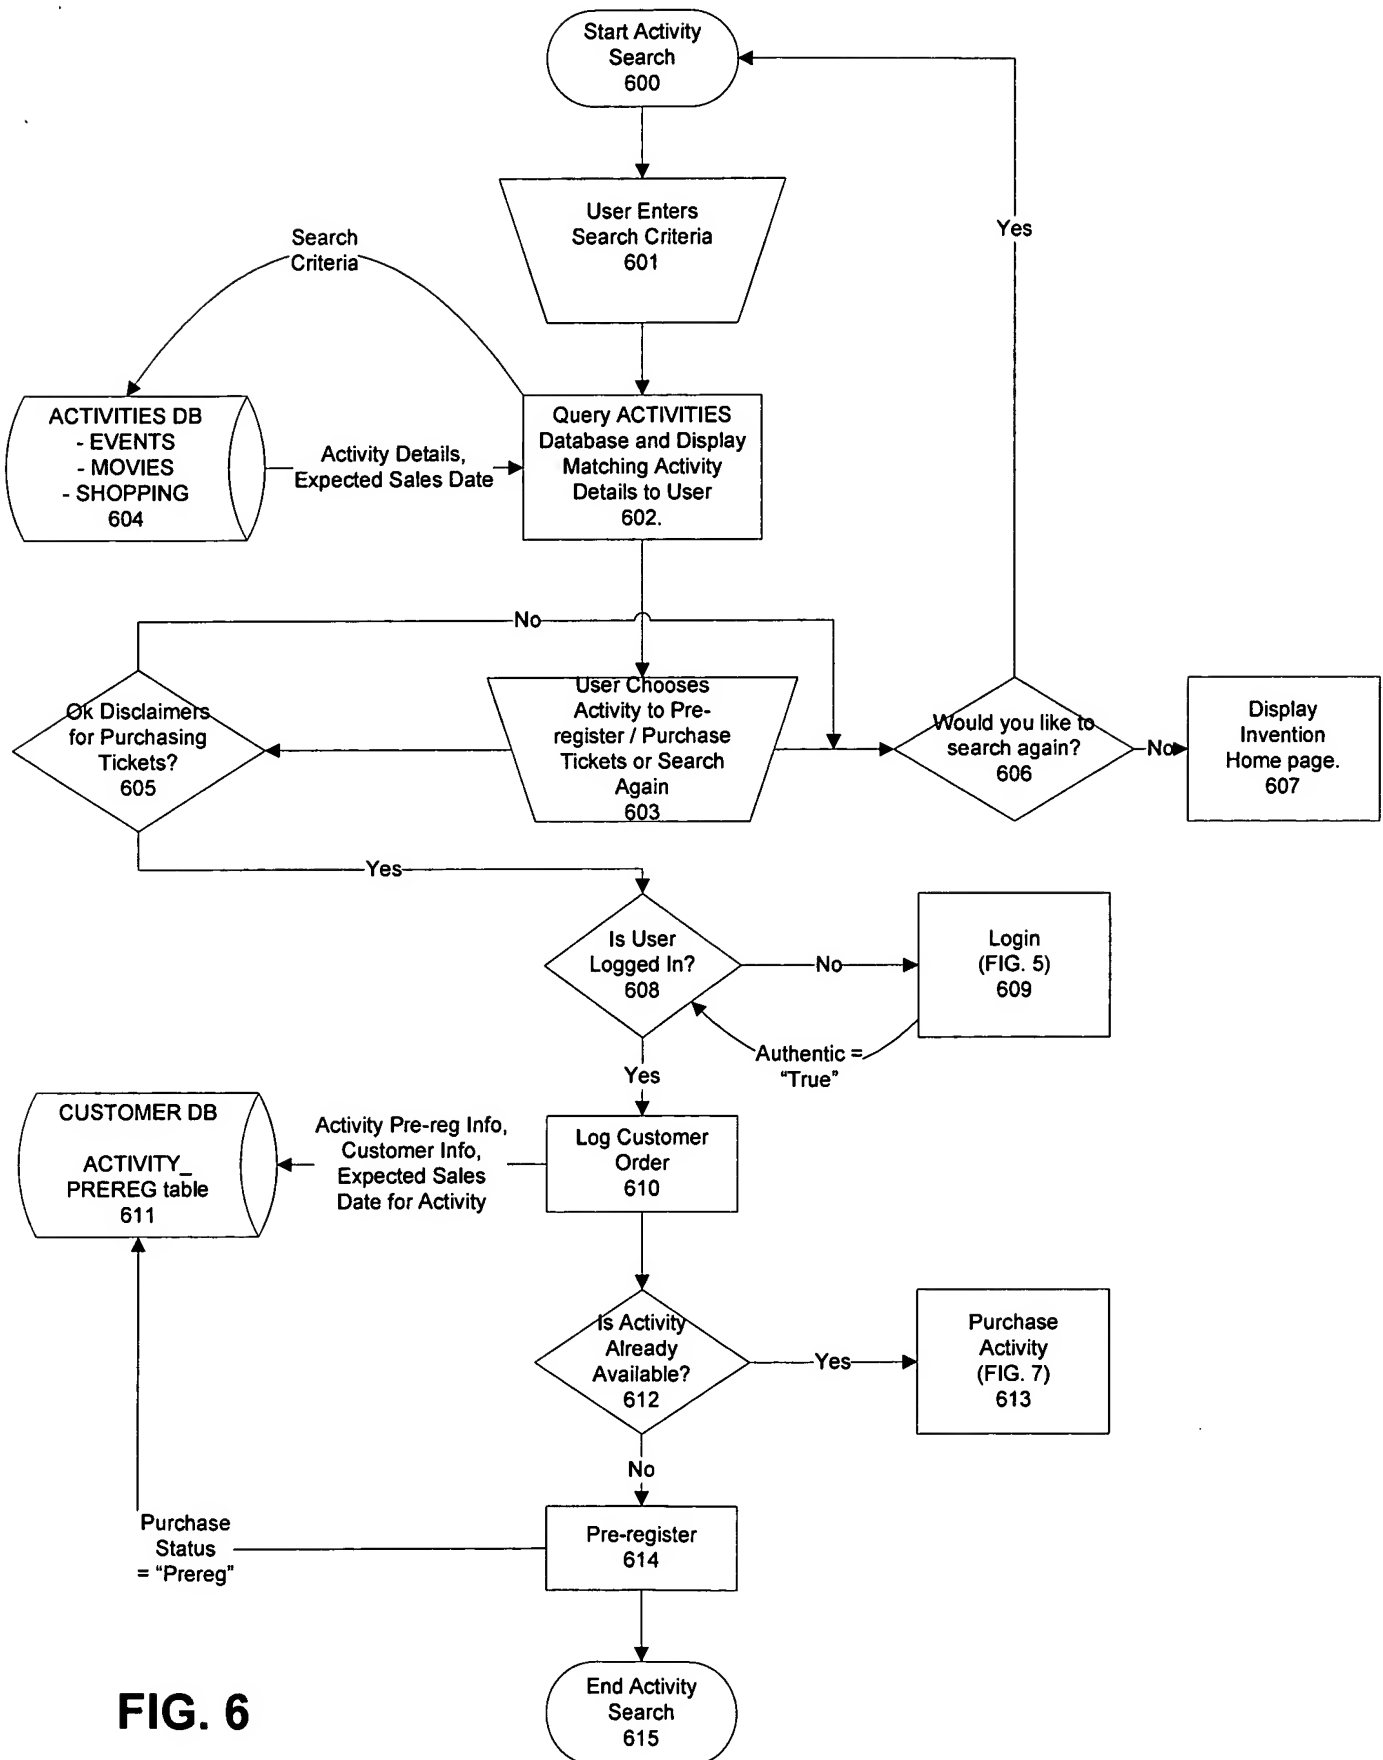 Start Activity
Search
600
User Enters
Search Criteria
601
Yes
Search
Criteria
ACTIVITIES DB
- EVENTS
- MOVIES
- SHOPPING
604
Activity Details,
Expected Sales Date
Query ACTIVITIES
Database and Display
Matching Activity
Details to User
602.
No
Ok Disclaimers
for Purchasing
Tickets?
605
User Chooses
Activity to Pre-
register / Purchase
Tickets or Search
Again
603
Would you like to
search again?
606
No
Display
Invention
Home page.
607
Yes
Is User
Logged In?
608
No
Login
(FIG. 5)
609
Authentic =
“True”
Yes
CUSTOMER DB
ACTIVITY_
PREREG table
611
Activity Pre-reg Info,
Customer Info,
Expected Sales
Date for Activity
Log Customer
Order
610
Is Activity
Already
Available?
612
Yes
Purchase
Activity
(FIG. 7)
613
No
Purchase
Status
= “Prereg”
Pre-register
614
End Activity
Search
615
FIG. 6